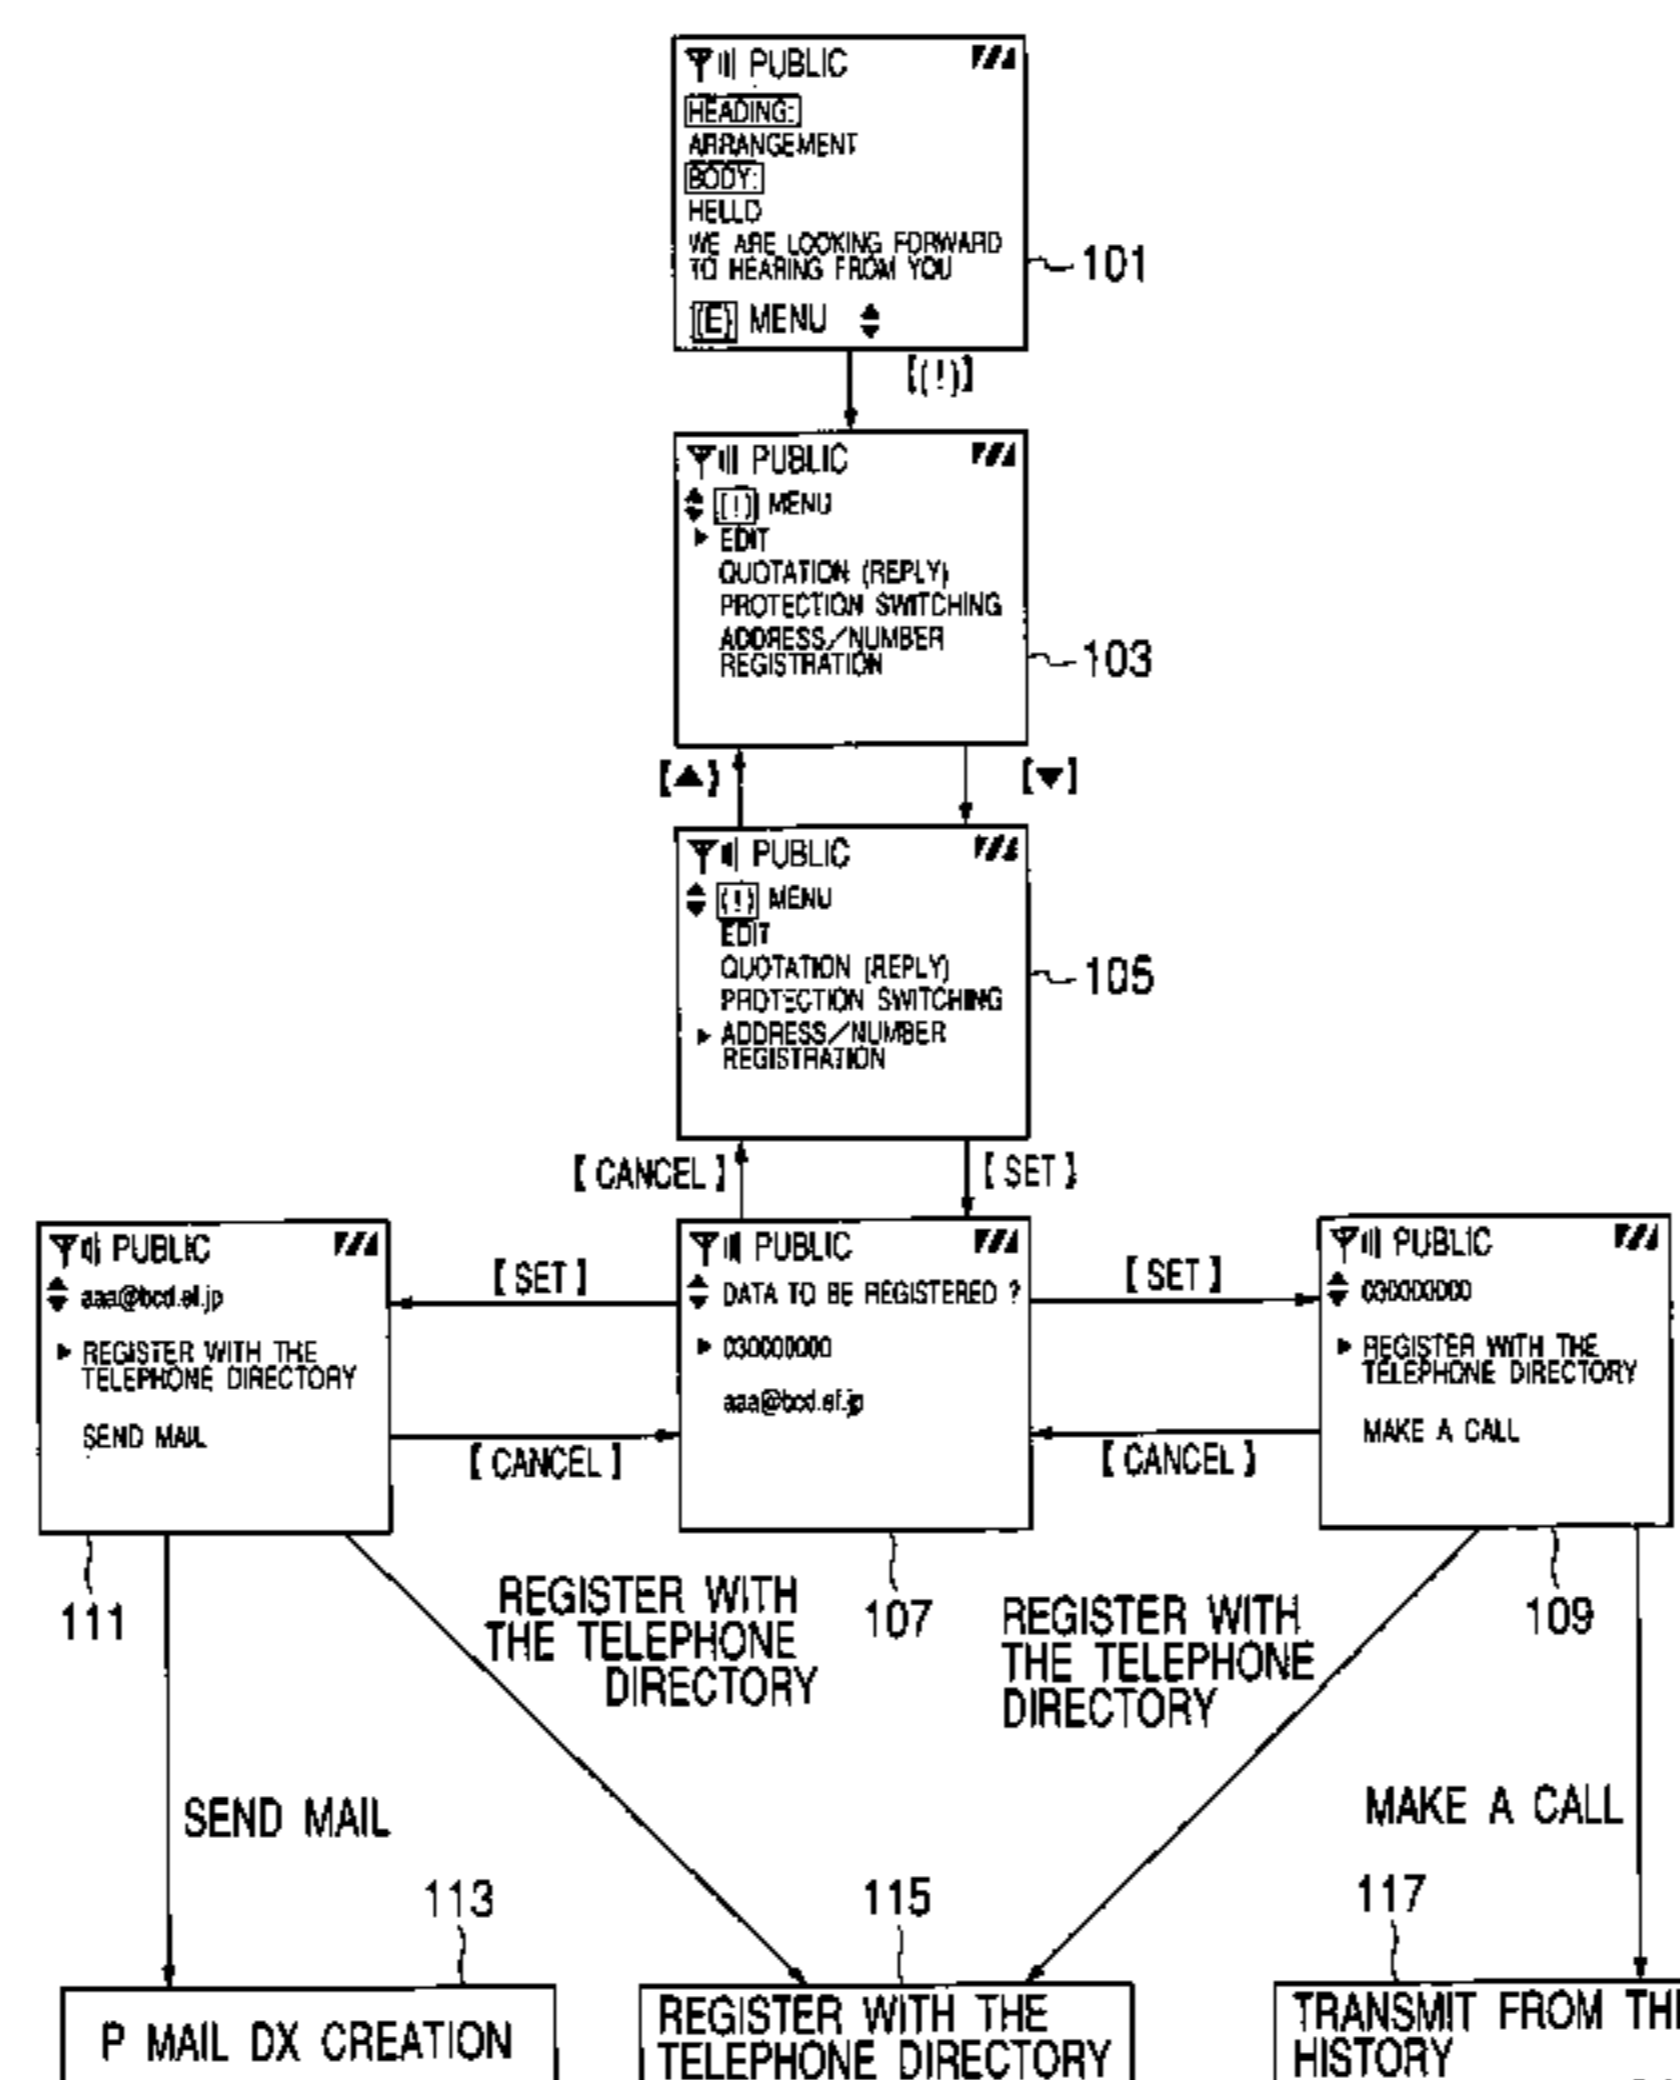 PUBLIC
HEADING:
ARRANGEMENT
BODY:
HELLO
WE ARE LOOKING FORWARD
TO HEARING FROM YOU
(E) MENU
101
[(!)]
PUBLIC
(!) MENU
EDIT
QUOTATION (REPLY)
PROTECTION SWITCHING
ADDRESS/NUMBER
REGISTRATION
103
[▲]
[▼]
PUBLIC
(!) MENU
EDIT
QUOTATION (REPLY)
PROTECTION SWITCHING
ADDRESS/NUMBER
REGISTRATION
105
[CANCEL]
[SET]
PUBLIC
aaa@bcd.ef.jp
REGISTER WITH THE
TELEPHONE DIRECTORY
SEND MAIL
111
[SET]
[CANCEL]
PUBLIC
DATA TO BE REGISTERED ?
030000000
aaa@bcd.ef.jp
107
[SET]
[CANCEL]
PUBLIC
030000000
REGISTER WITH THE
TELEPHONE DIRECTORY
MAKE A CALL
109
REGISTER WITH
THE TELEPHONE
DIRECTORY
REGISTER WITH
THE TELEPHONE
DIRECTORY
SEND MAIL
MAKE A CALL
113
P MAIL DX CREATION
115
REGISTER WITH THE
TELEPHONE DIRECTORY
117
TRANSMIT FROM
HISTORY